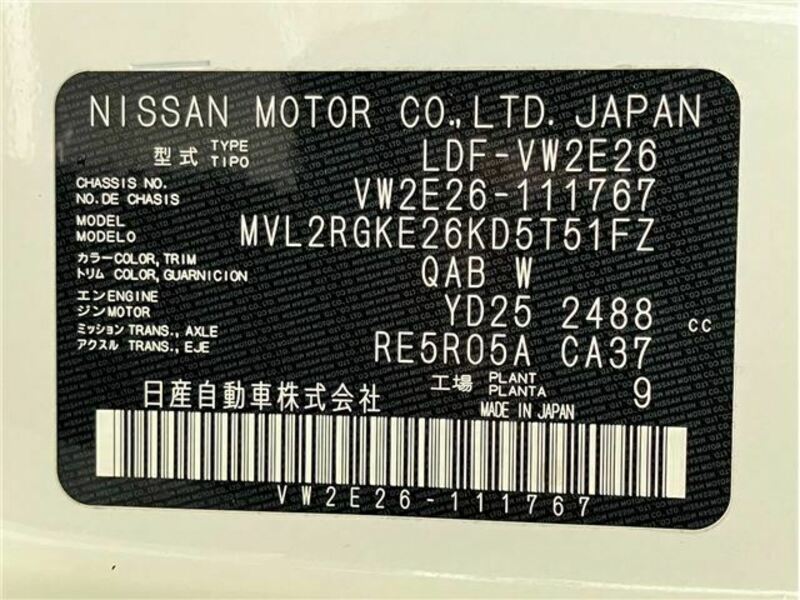 NISSAN MOTOR CO.,LTD. JAPAN
型式 TYPE TIPO LDF-VW2E26
CHASSIS NO. NO.DE CHASIS VW2E26-111767
MODEL MODELO MVL2RGKE26KD5T51FZ
カラー COLOR, TRIM トリム COLOR, GUARNICION QAB W
エンジン ENGINE MOTOR YD25 2488 cc
ミッション TRANS., AXLE アクスル TRANS., EJE RE5R05A CA37
工場 PLANT PLANTA 9
日産自動車株式会社 MADE IN JAPAN
VW2E26-111767